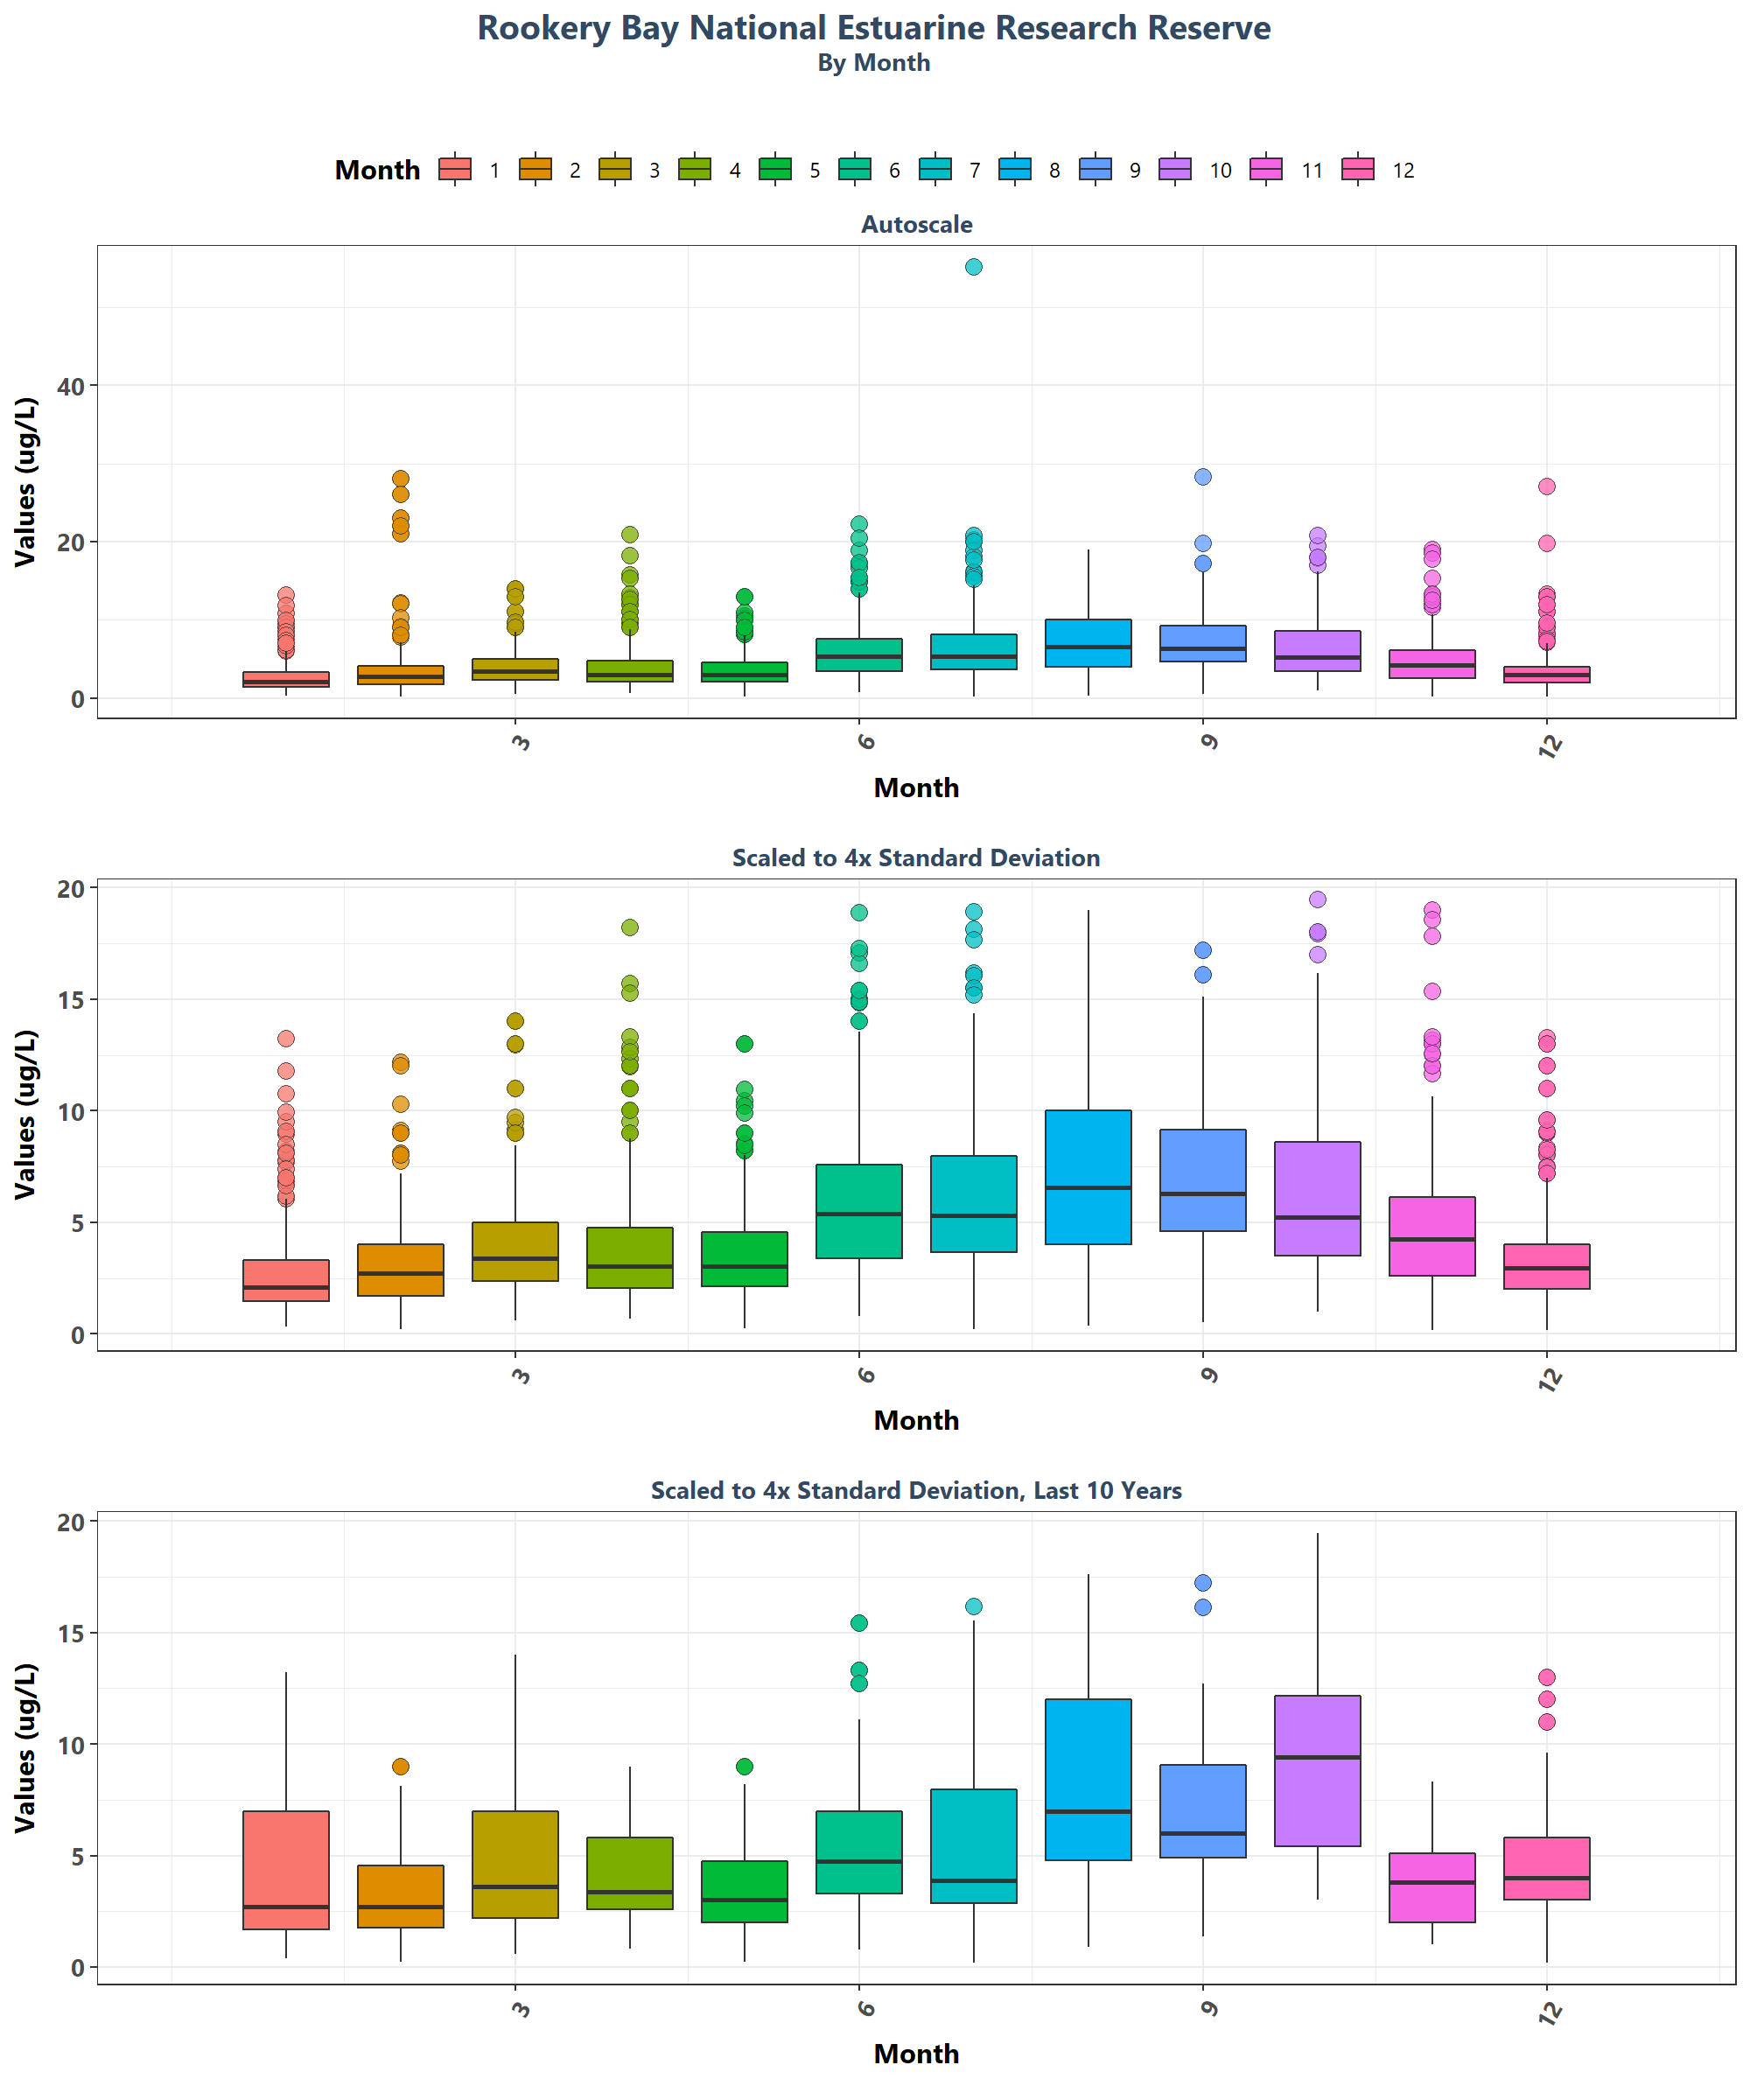 Rookery Bay National Estuarine Research Reserve
By Month
Month 1 2 3 4 5 6 7 8 9 10 11 12
Autoscale
Values (ug/L)
40
20
0
3 6 9 12
Month
Scaled to 4x Standard Deviation
Values (ug/L)
20
15
10
5
0
3 6 9 12
Month
Scaled to 4x Standard Deviation, Last 10 Years
Values (ug/L)
20
15
10
5
0
3 6 9 12
Month